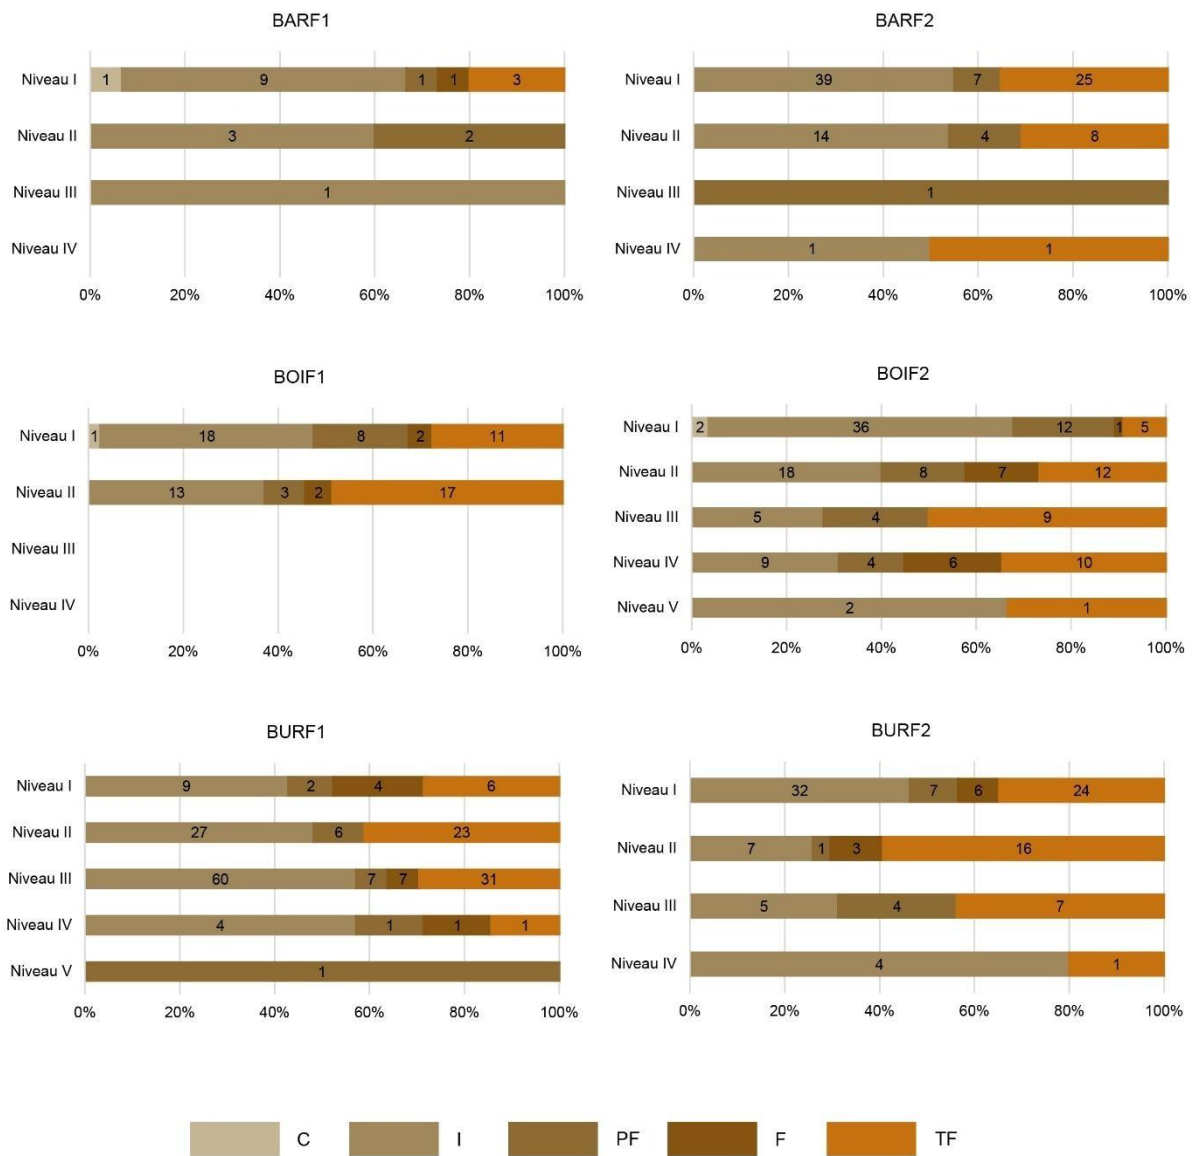 BARF1
Niveau I 1 9 1 1 3
Niveau II 3 2
Niveau III 1
Niveau IV
0% 20% 40% 60% 80% 100%
BARF2
Niveau I 39 7 25
Niveau II 14 4 8
Niveau III 1
Niveau IV 1 1
0% 20% 40% 60% 80% 100%
BOIF1
Niveau I 1 18 8 2 11
Niveau II 13 3 2 17
Niveau III
Niveau IV
0% 20% 40% 60% 80% 100%
BOIF2
Niveau I 2 36 12 1 5
Niveau II 18 8 7 12
Niveau III 5 4 9
Niveau IV 9 4 6 10
Niveau V 2 1
0% 20% 40% 60% 80% 100%
BURF1
Niveau I 9 2 4 6
Niveau II 27 6 23
Niveau III 60 7 7 31
Niveau IV 4 1 1 1
Niveau V 1
0% 20% 40% 60% 80% 100%
BURF2
Niveau I 32 7 6 24
Niveau II 7 1 3 16
Niveau III 5 4 7
Niveau IV 4 1
0% 20% 40% 60% 80% 100%
C I PF F TF